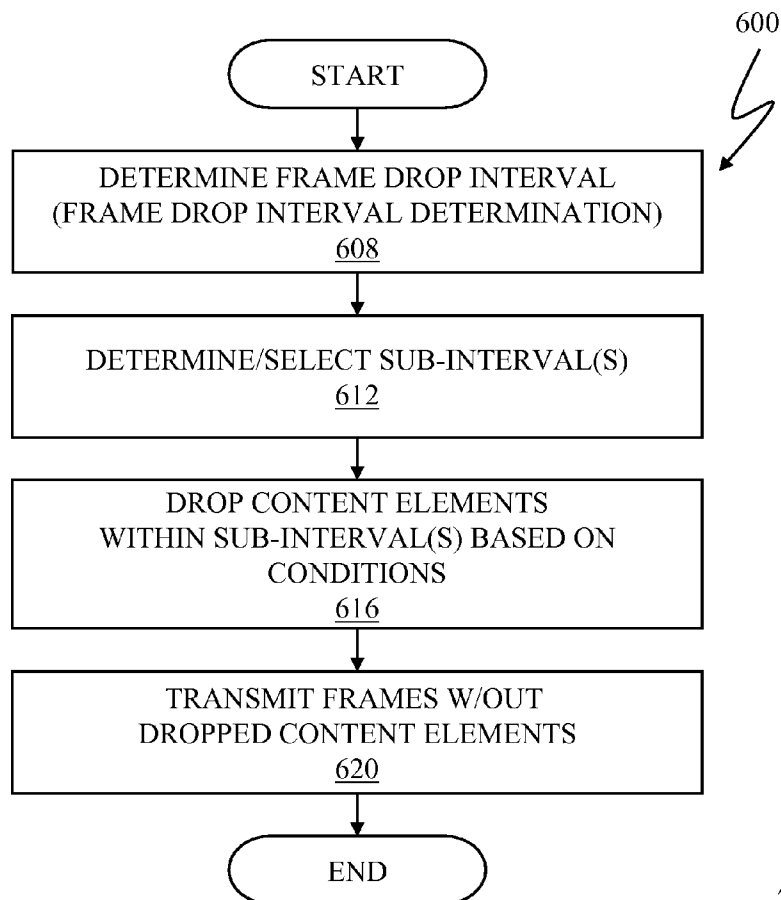 600
START
DETERMINE FRAME DROP INTERVAL
(FRAME DROP INTERVAL DETERMINATION)
608
DETERMINE/SELECT SUB-INTERVAL(S)
612
DROP CONTENT ELEMENTS
WITHIN SUB-INTERVAL(S) BASED ON
CONDITIONS
616
TRANSMIT FRAMES W/OUT
DROPPED CONTENT ELEMENTS
620
END